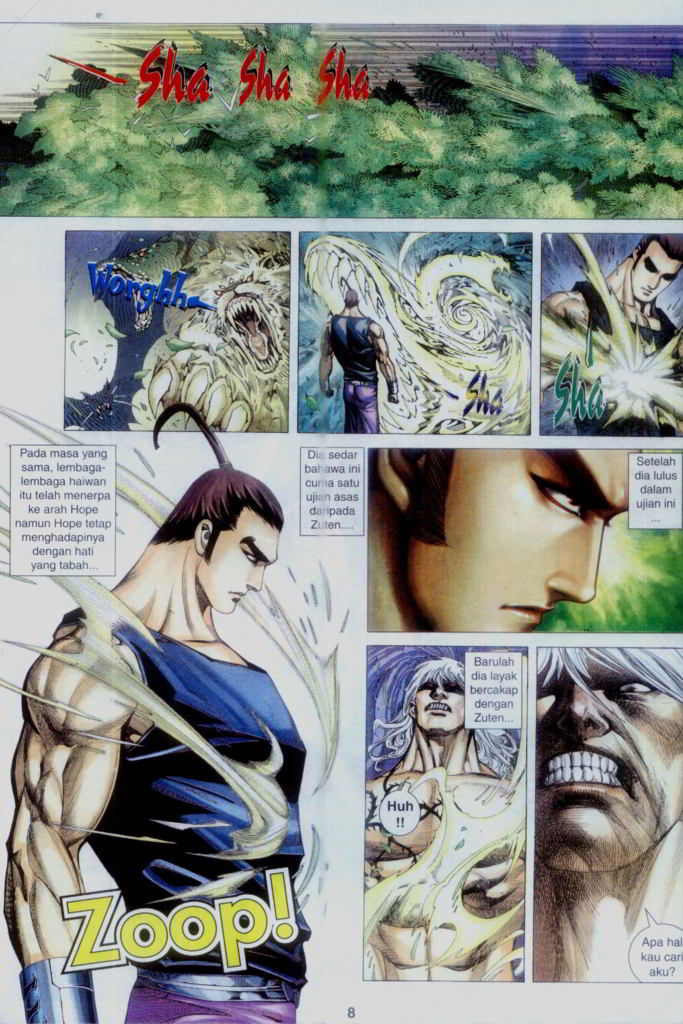 Sha Sha Sha
Worghh
Sha
Sha
Pada masa yang
sama, lembaga-
lembaga haiwan
itu telah menerpa
ke arah Hope
namun Hope tetap
menghadapinya
dengan hati
yang tabah...
Dia sedar
bahawa ini
cuma satu
ujian asas
daripada
Zuten....
Setelah
dia lulus
dalam
ujian ini
...
Zoop!
Barulah
dia layak
bercakap
dengan
Zuten...
Huh
!!
Apa hal
kau cari
aku?
8